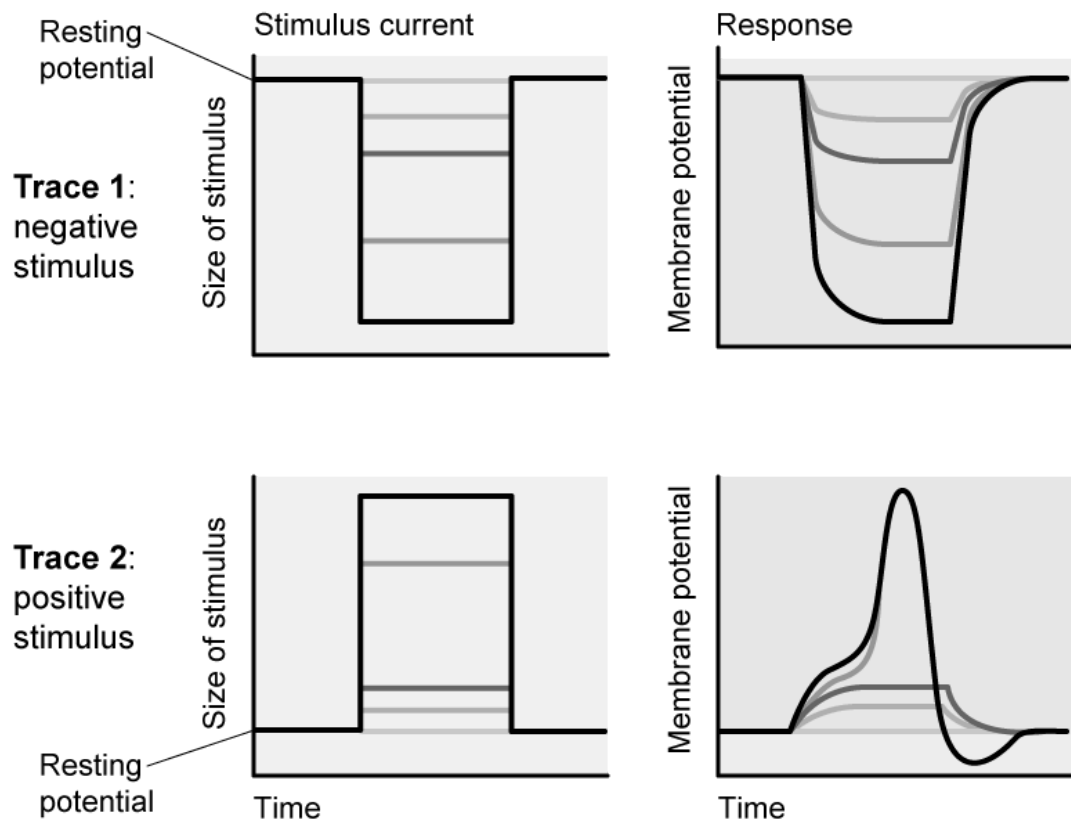 Resting
potential
Stimulus current
Response
Trace 1:
negative
stimulus
Size of stimulus
Membrane potential
Trace 2:
positive
stimulus
Size of stimulus
Membrane potential
Resting
potential
Time
Time